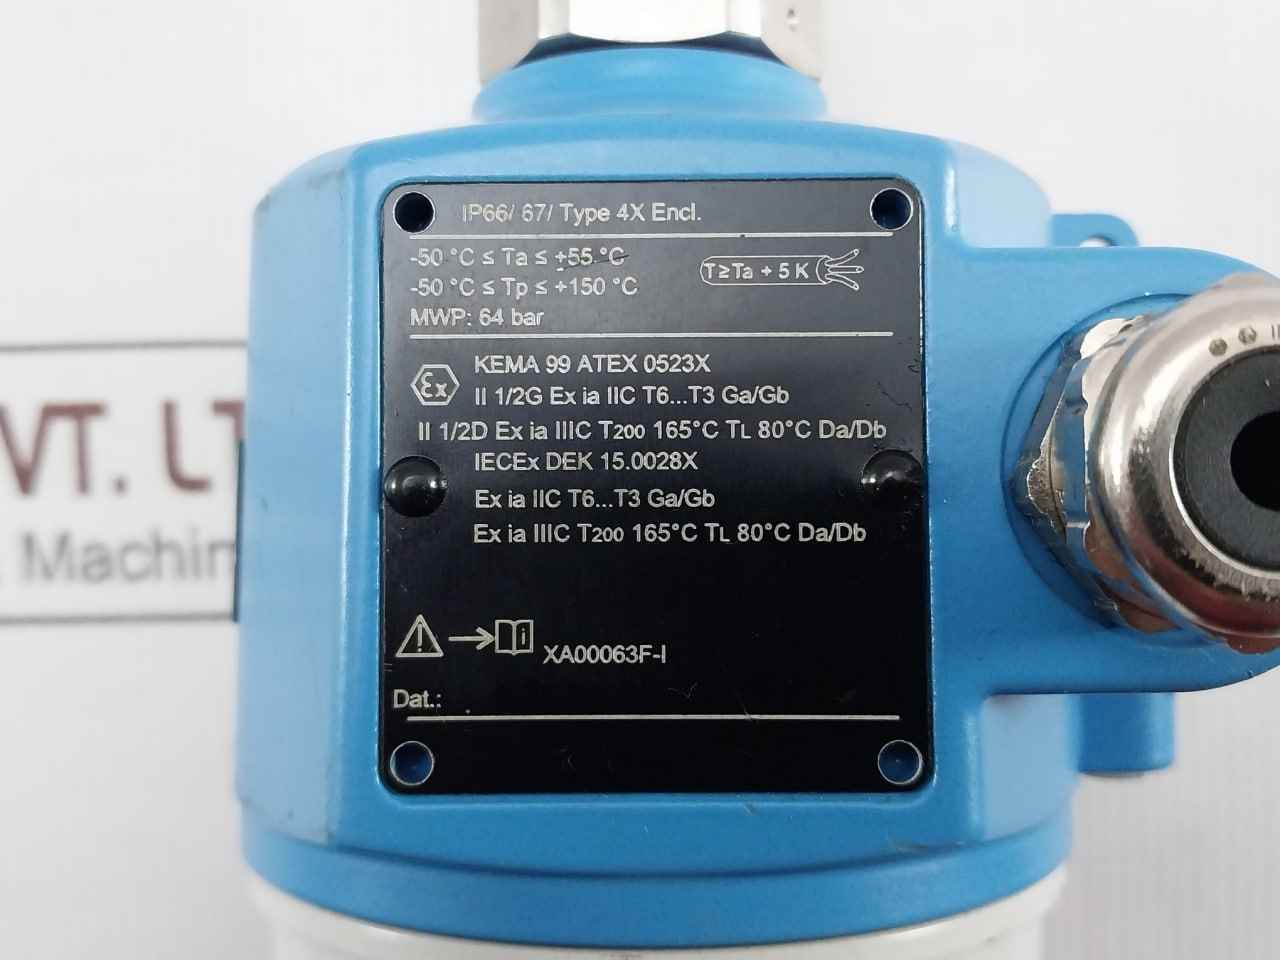 IP66/ 67/ Type 4X Encl.
-50 °C ≤ Ta ≤ +55 °C
-50 °C ≤ Tp ≤ +150 °C
T≥Ta + 5 K
MWP: 64 bar
KEMA 99 ATEX 0523X
Ex
II 1/2G Ex ia IIC T6...T3 Ga/Gb
II 1/2D Ex ia IIIC T200 165°C TL 80°C Da/Db
IECEx DEK 15.0028X
Ex ia IIC T6...T3 Ga/Gb
Ex ia IIIC T200 165°C TL 80°C Da/Db
XA00063F-I
Dat.:
VT. LT
Machin